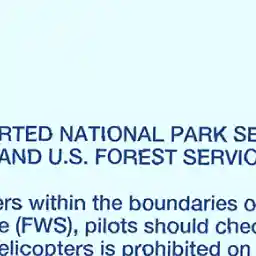 RTED NATIONAL PARK SE
AND U.S. FOREST SERVIC
ers within the boundaries o
e (FWS), pilots should chec
elicopters is prohibited on